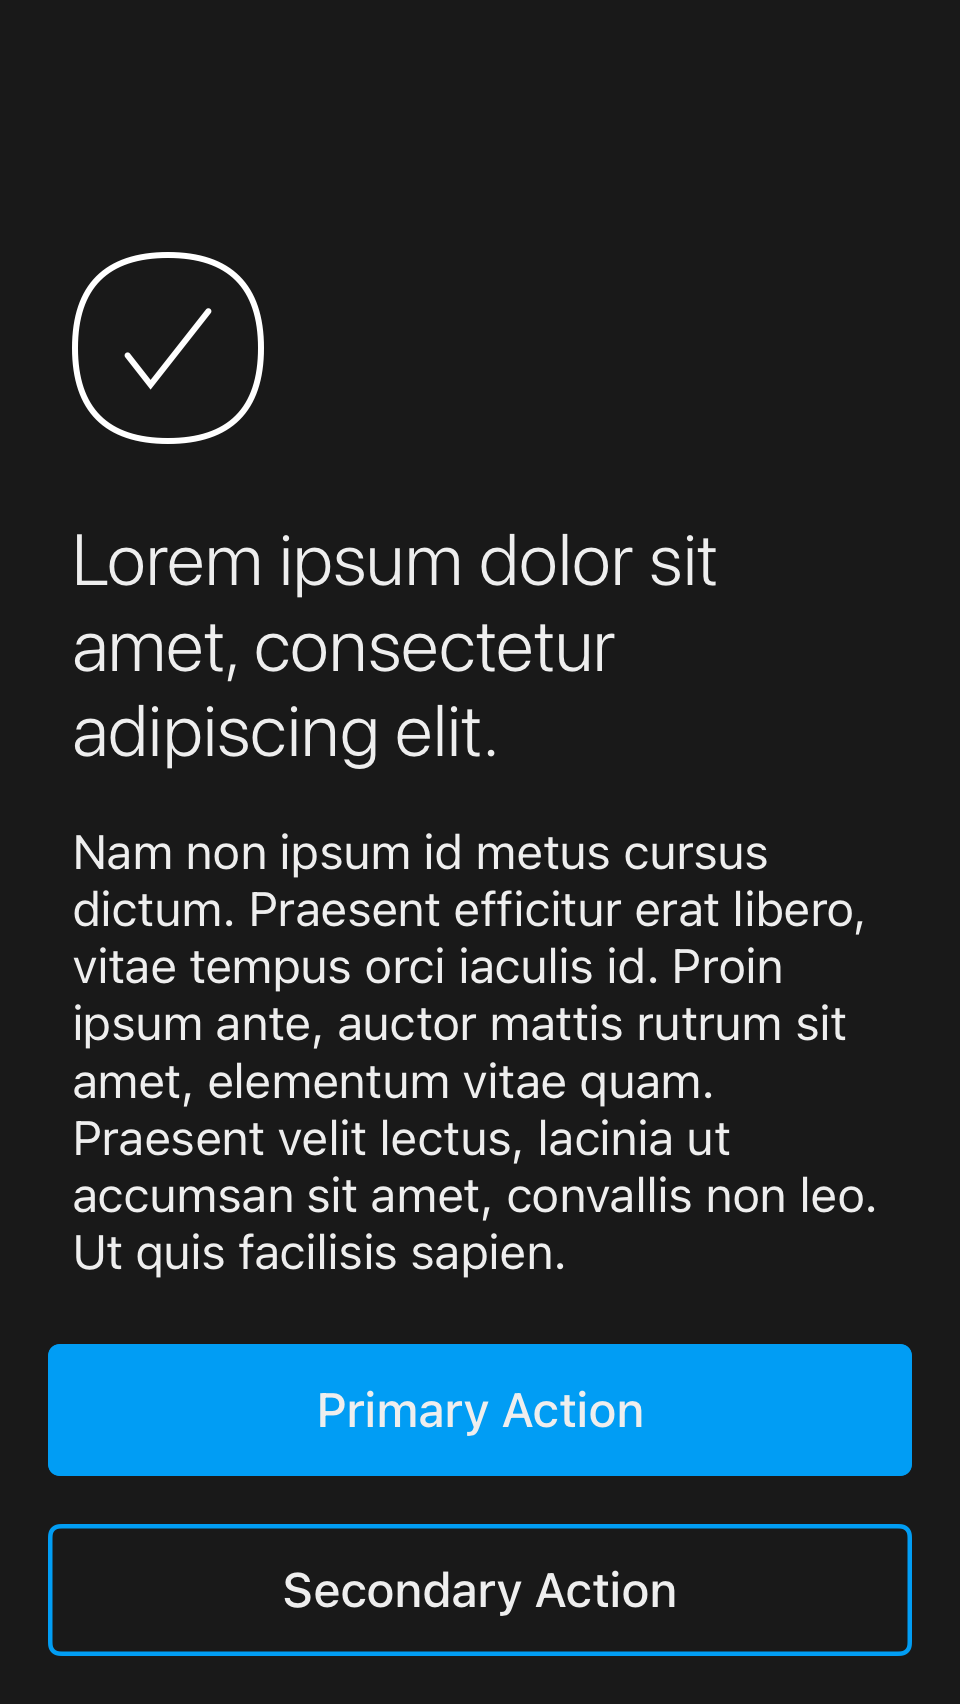 Lorem ipsum dolor sit
amet, consectetur
adipiscing elit.
Nam non ipsum id metus cursus
dictum. Praesent efficitur erat libero,
vitae tempus orci iaculis id. Proin
ipsum ante, auctor mattis rutrum sit
amet, elementum vitae quam.
Praesent velit lectus, lacinia ut
accumsan sit amet, convallis non leo.
Ut quis facilisis sapien.
Primary Action
Secondary Action